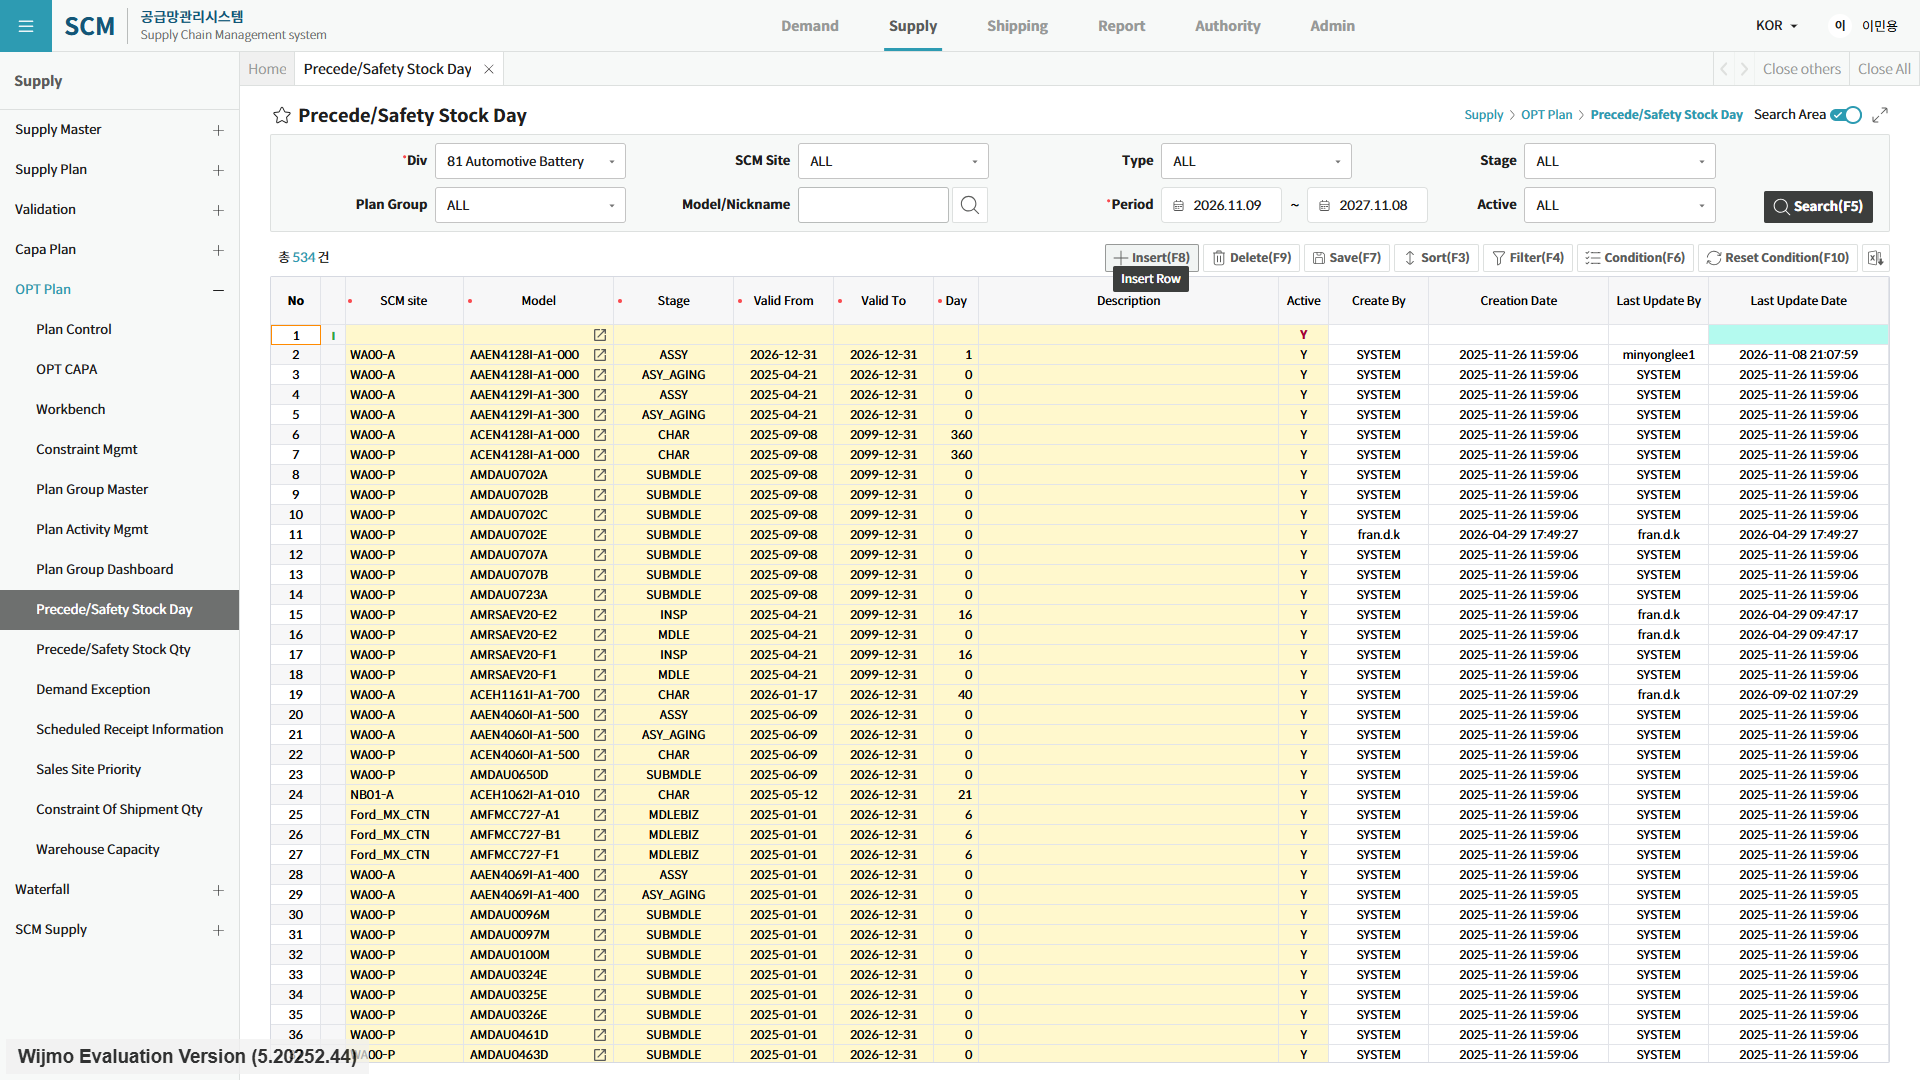 SCM 공급망관리시스템
Supply Chain Management system
Demand Supply Shipping Report Authority Admin
KOR 이 이민용
Supply
Home Precede/Safety Stock Day Close others Close All
Supply Master
Supply Plan
Validation
Capa Plan
OPT Plan
Plan Control
OPT CAPA
Workbench
Constraint Mgmt
Plan Group Master
Plan Activity Mgmt
Plan Group Dashboard
Precede/Safety Stock Day
Precede/Safety Stock Qty
Demand Exception
Scheduled Receipt Information
Sales Site Priority
Constraint Of Shipment Qty
Warehouse Capacity
Waterfall
SCM Supply
Precede/Safety Stock Day
Supply > OPT Plan > Precede/Safety Stock Day Search Area
*Div 81 Automotive Battery SCM Site ALL Type ALL Stage ALL
Plan Group ALL Model/Nickname *Period 2026.11.09 ~ 2027.11.08 Active ALL Search(F5)
총 534 건
Insert(F8) Delete(F9) Save(F7) Sort(F3) Filter(F4) Condition(F6) Reset Condition(F10)
Insert Row
No SCM site Model Stage Valid From Valid To Day Description Active Create By Creation Date Last Update By Last Update Date
1 I Y
2 WA00-A AAEN4128I-A1-000 ASSY 2026-12-31 2026-12-31 1 Y SYSTEM 2025-11-26 11:59:06 minyonglee1 2026-11-08 21:07:59
3 WA00-A AAEN4128I-A1-000 ASY_AGING 2025-04-21 2026-12-31 0 Y SYSTEM 2025-11-26 11:59:06 SYSTEM 2025-11-26 11:59:06
4 WA00-A AAEN4129I-A1-300 ASSY 2025-04-21 2026-12-31 0 Y SYSTEM 2025-11-26 11:59:06 SYSTEM 2025-11-26 11:59:06
5 WA00-A AAEN4129I-A1-300 ASY_AGING 2025-04-21 2026-12-31 0 Y SYSTEM 2025-11-26 11:59:06 SYSTEM 2025-11-26 11:59:06
6 WA00-A ACEN4128I-A1-000 CHAR 2025-09-08 2099-12-31 360 Y SYSTEM 2025-11-26 11:59:06 SYSTEM 2025-11-26 11:59:06
7 WA00-P ACEN4128I-A1-000 CHAR 2025-09-08 2099-12-31 360 Y SYSTEM 2025-11-26 11:59:06 SYSTEM 2025-11-26 11:59:06
8 WA00-P AMDAU0702A SUBMDLE 2025-09-08 2099-12-31 0 Y SYSTEM 2025-11-26 11:59:06 SYSTEM 2025-11-26 11:59:06
9 WA00-P AMDAU0702B SUBMDLE 2025-09-08 2099-12-31 0 Y SYSTEM 2025-11-26 11:59:06 SYSTEM 2025-11-26 11:59:06
10 WA00-P AMDAU0702C SUBMDLE 2025-09-08 2099-12-31 0 Y SYSTEM 2025-11-26 11:59:06 SYSTEM 2025-11-26 11:59:06
11 WA00-P AMDAU0702E SUBMDLE 2025-09-08 2099-12-31 0 Y fran.d.k 2026-04-29 17:49:27 fran.d.k 2026-04-29 17:49:27
12 WA00-P AMDAU0707A SUBMDLE 2025-09-08 2099-12-31 0 Y SYSTEM 2025-11-26 11:59:06 SYSTEM 2025-11-26 11:59:06
13 WA00-P AMDAU0707B SUBMDLE 2025-09-08 2099-12-31 0 Y SYSTEM 2025-11-26 11:59:06 SYSTEM 2025-11-26 11:59:06
14 WA00-P AMDAU0723A SUBMDLE 2025-09-08 2099-12-31 0 Y SYSTEM 2025-11-26 11:59:06 SYSTEM 2025-11-26 11:59:06
15 WA00-P AMRSAEV20-E2 INSP 2025-04-21 2099-12-31 16 Y SYSTEM 2025-11-26 11:59:06 fran.d.k 2026-04-29 09:47:17
16 WA00-P AMRSAEV20-E2 MDLE 2025-04-21 2099-12-31 0 Y SYSTEM 2025-11-26 11:59:06 fran.d.k 2026-04-29 09:47:17
17 WA00-P AMRSAEV20-F1 INSP 2025-04-21 2099-12-31 16 Y SYSTEM 2025-11-26 11:59:06 SYSTEM 2025-11-26 11:59:06
18 WA00-P AMRSAEV20-F1 MDLE 2025-04-21 2099-12-31 0 Y SYSTEM 2025-11-26 11:59:06 SYSTEM 2025-11-26 11:59:06
19 WA00-A ACEH1161I-A1-700 CHAR 2026-01-17 2026-12-31 40 Y SYSTEM 2025-11-26 11:59:06 fran.d.k 2026-09-02 11:07:29
20 WA00-A AAEN4060I-A1-500 ASSY 2025-06-09 2026-12-31 0 Y SYSTEM 2025-11-26 11:59:06 SYSTEM 2025-11-26 11:59:06
21 WA00-A AAEN4060I-A1-500 ASY_AGING 2025-06-09 2026-12-31 0 Y SYSTEM 2025-11-26 11:59:06 SYSTEM 2025-11-26 11:59:06
22 WA00-P ACEN4060I-A1-500 CHAR 2025-06-09 2026-12-31 0 Y SYSTEM 2025-11-26 11:59:06 SYSTEM 2025-11-26 11:59:06
23 WA00-P AMDAU0650D SUBMDLE 2025-06-09 2026-12-31 0 Y SYSTEM 2025-11-26 11:59:06 SYSTEM 2025-11-26 11:59:06
24 NB01-A ACEH1062I-A1-010 CHAR 2025-05-12 2026-12-31 21 Y SYSTEM 2025-11-26 11:59:06 SYSTEM 2025-11-26 11:59:06
25 Ford_MX_CTN AMFMCC727-A1 MDLEBIZ 2025-01-01 2026-12-31 6 Y SYSTEM 2025-11-26 11:59:06 SYSTEM 2025-11-26 11:59:06
26 Ford_MX_CTN AMFMCC727-B1 MDLEBIZ 2025-01-01 2026-12-31 6 Y SYSTEM 2025-11-26 11:59:06 SYSTEM 2025-11-26 11:59:06
27 Ford_MX_CTN AMFMCC727-F1 MDLEBIZ 2025-01-01 2026-12-31 6 Y SYSTEM 2025-11-26 11:59:06 SYSTEM 2025-11-26 11:59:06
28 WA00-A AAEN4069I-A1-400 ASSY 2025-01-01 2026-12-31 0 Y SYSTEM 2025-11-26 11:59:06 SYSTEM 2025-11-26 11:59:06
29 WA00-A AAEN4069I-A1-400 ASY_AGING 2025-01-01 2026-12-31 0 Y SYSTEM 2025-11-26 11:59:05 SYSTEM 2025-11-26 11:59:05
30 WA00-P AMDAU0096M SUBMDLE 2025-01-01 2026-12-31 0 Y SYSTEM 2025-11-26 11:59:06 SYSTEM 2025-11-26 11:59:06
31 WA00-P AMDAU0097M SUBMDLE 2025-01-01 2026-12-31 0 Y SYSTEM 2025-11-26 11:59:06 SYSTEM 2025-11-26 11:59:06
32 WA00-P AMDAU0100M SUBMDLE 2025-01-01 2026-12-31 0 Y SYSTEM 2025-11-26 11:59:06 SYSTEM 2025-11-26 11:59:06
33 WA00-P AMDAU0324E SUBMDLE 2025-01-01 2026-12-31 0 Y SYSTEM 2025-11-26 11:59:06 SYSTEM 2025-11-26 11:59:06
34 WA00-P AMDAU0325E SUBMDLE 2025-01-01 2026-12-31 0 Y SYSTEM 2025-11-26 11:59:06 SYSTEM 2025-11-26 11:59:06
35 WA00-P AMDAU0326E SUBMDLE 2025-01-01 2026-12-31 0 Y SYSTEM 2025-11-26 11:59:06 SYSTEM 2025-11-26 11:59:06
36 WA00-P AMDAU0461D SUBMDLE 2025-01-01 2026-12-31 0 Y SYSTEM 2025-11-26 11:59:06 SYSTEM 2025-11-26 11:59:06
WA00-P AMDAU0463D SUBMDLE 2025-01-01 2026-12-31 0 Y SYSTEM 2025-11-26 11:59:06 SYSTEM 2025-11-26 11:59:06
Wijmo Evaluation Version (5.20252.44)